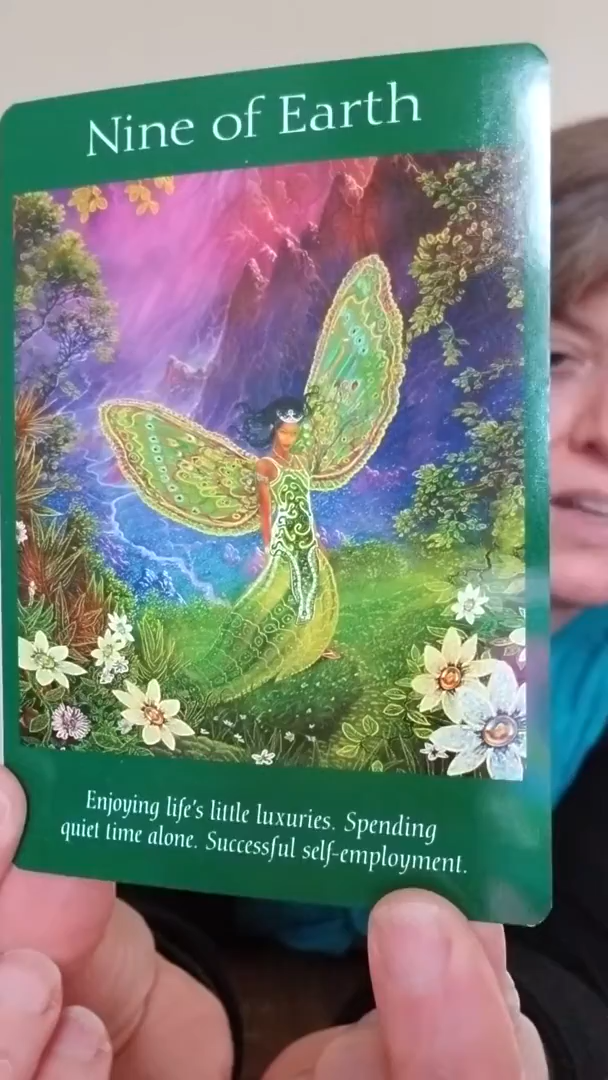 Nine of Earth
Enjoying life's little luxuries. Spending
quiet time alone. Successful self-employment.